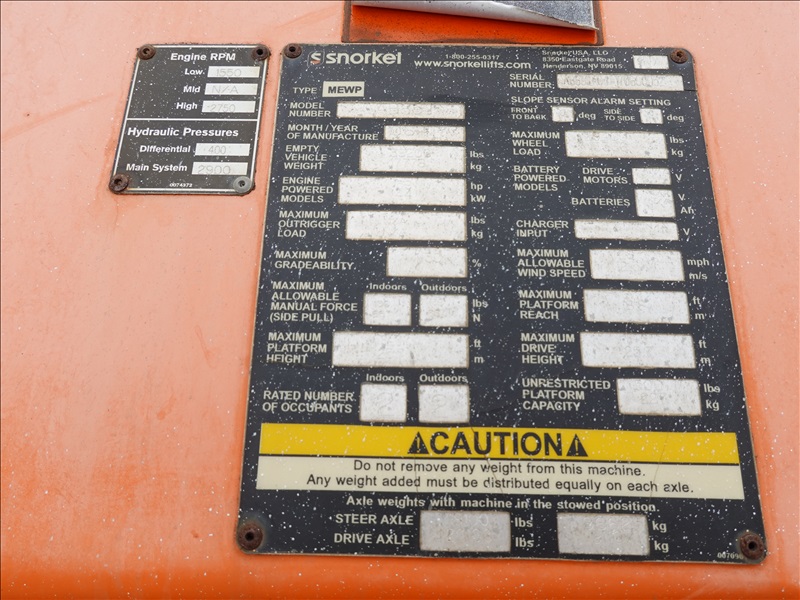 Engine RPM
Low 1550
Mid N/A
High 2750
Hydraulic Pressures
Differential 400
Main System 2900
0074373
snorkel
1-800-255-0317
www.snorkellifts.com
Snorkel USA, LLC
8350 Eastgate Road
Henderson, NV 89015
TYPE MEWP
SERIAL
NUMBER
MODEL
NUMBER
SLOPE SENSOR ALARM SETTING
FRONT
TO BACK deg
SIDE
TO SIDE deg
MONTH / YEAR
OF MANUFACTURE
MAXIMUM
WHEEL
LOAD
lbs
kg
EMPTY
VEHICLE
WEIGHT
lbs
kg
BATTERY
POWERED
MODELS
DRIVE
MOTORS V
BATTERIES
V
Ah
ENGINE
POWERED
MODELS
hp
kW
MAXIMUM
OUTRIGGER
LOAD
lbs
kg
CHARGER
INPUT V
MAXIMUM
GRADEABILITY %
MAXIMUM
ALLOWABLE
WIND SPEED
mph
m/s
Indoors Outdoors
MAXIMUM
ALLOWABLE
MANUAL FORCE
(SIDE PULL)
lbs
N
MAXIMUM
PLATFORM
REACH
ft
m
MAXIMUM
PLATFORM
HEIGHT
ft
m
MAXIMUM
DRIVE
HEIGHT
ft
m
Indoors Outdoors
RATED NUMBER
OF OCCUPANTS
UNRESTRICTED
PLATFORM
CAPACITY
lbs
kg
CAUTION
Do not remove any weight from this machine.
Any weight added must be distributed equally on each axle.
Axle weights with machine in the stowed position.
STEER AXLE lbs kg
DRIVE AXLE lbs kg